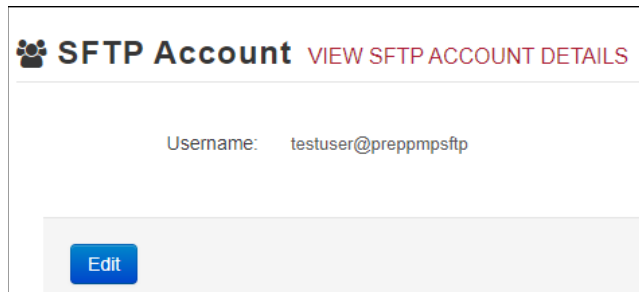 SFTP Account VIEW SFTP ACCOUNT DETAILS
Username: testuser@preppmpsftp
Edit